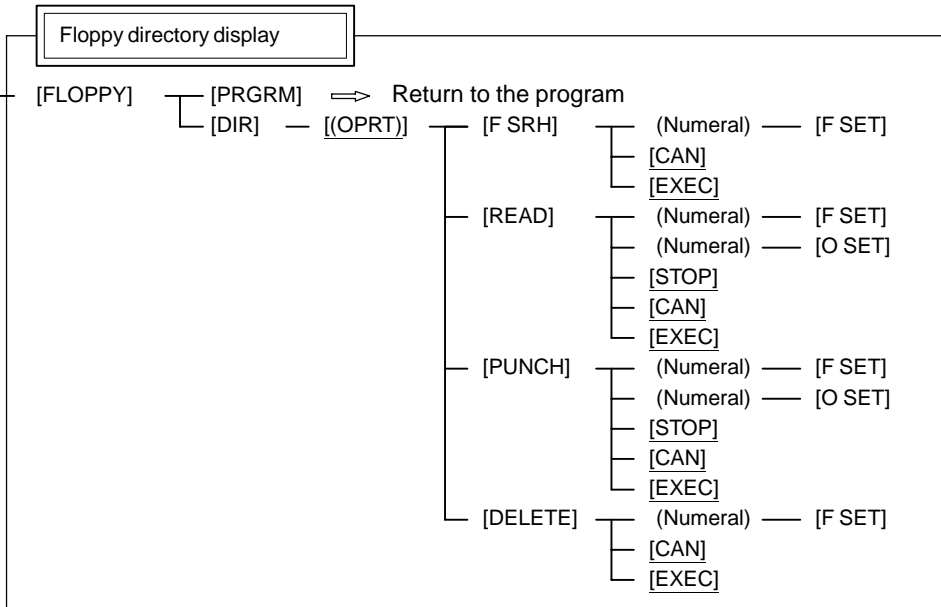 Floppy directory display
[FLOPPY] [PRGRM] Return to the program
[DIR] [(OPRT)] [F SRH] (Numeral) [F SET]
[CAN]
[EXEC]
[READ] (Numeral) [F SET]
(Numeral) [O SET]
[STOP]
[CAN]
[EXEC]
[PUNCH] (Numeral) [F SET]
(Numeral) [O SET]
[STOP]
[CAN]
[EXEC]
[DELETE] (Numeral) [F SET]
[CAN]
[EXEC]